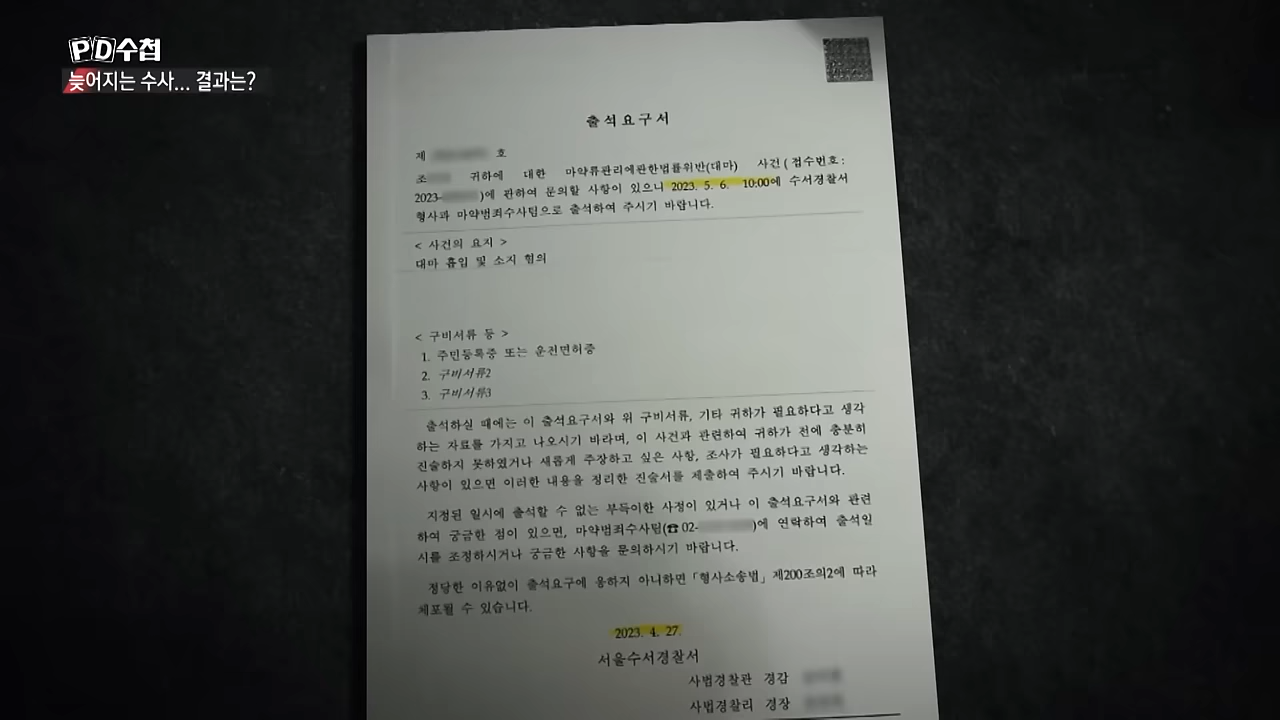 PD수첩
늦어지는 수사... 결과는?
출석요구서
제 호
조 귀하에 대한 마약류관리에관한법률위반(대마) 사건(접수번호:
2023- )에 관하여 문의할 사항이 있으니 2023. 5. 6. 10:00에 수서경찰서
형사과 마약범죄수사팀으로 출석하여 주시기 바랍니다.
< 사건의 요지 >
대마 흡입 및 소지 혐의
< 구비서류 등 >
1. 주민등록증 또는 운전면허증
2. 구비서류2
3. 구비서류3
출석하실 때에는 이 출석요구서와 위 구비서류, 기타 귀하가 필요하다고 생각
하는 자료를 가지고 나오시기 바라며, 이 사건과 관련하여 귀하가 전에 충분히
진술하지 못하였거나 새롭게 주장하고 싶은 사항, 조사가 필요하다고 생각하는
사항이 있으면 이러한 내용을 정리한 진술서를 제출하여 주시기 바랍니다.
지정된 일시에 출석할 수 없는 부득이한 사정이 있거나 이 출석요구서와 관련
하여 궁금한 점이 있으면, 마약범죄수사팀(☎02- )에 연락하여 출석일
시를 조정하시거나 궁금한 사항을 문의하시기 바랍니다.
정당한 이유없이 출석요구에 응하지 아니하면 「형사소송법」 제200조의2에 따라
체포될 수 있습니다.
2023. 4. 27.
서울수서경찰서
사법경찰관 경감
사법경찰리 경장